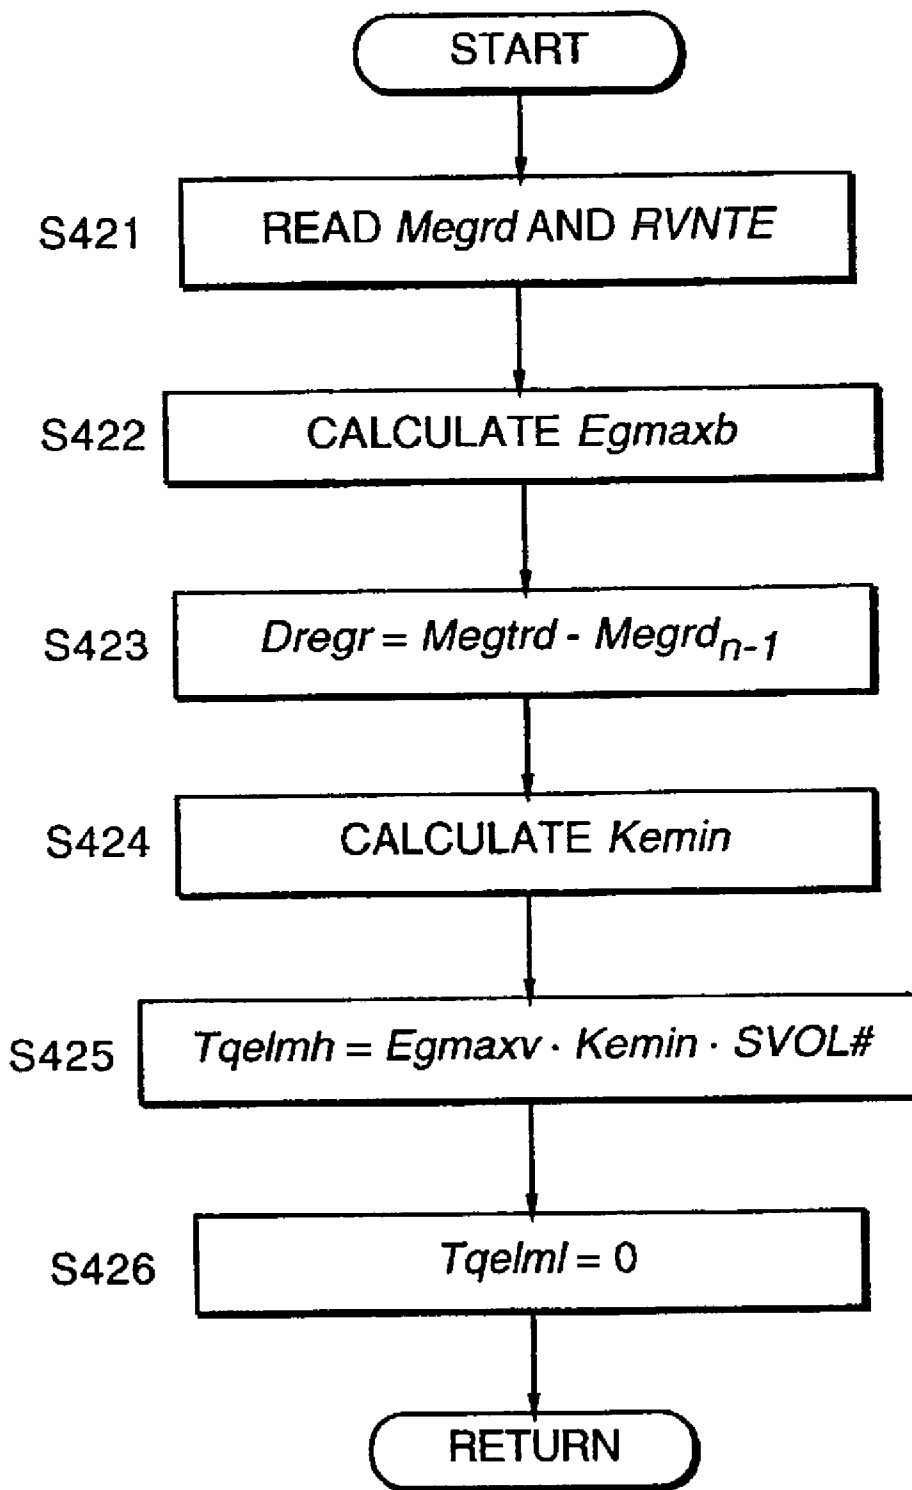 START
S421 READ Megrd AND RVNTE
S422 CALCULATE Egmaxb
S423 Dregr = Megtrd - Megrdn-1
S424 CALCULATE Kemin
S425 Tqelmh = Egmaxv · Kemin · SVOL#
S426 Tqelml = 0
RETURN